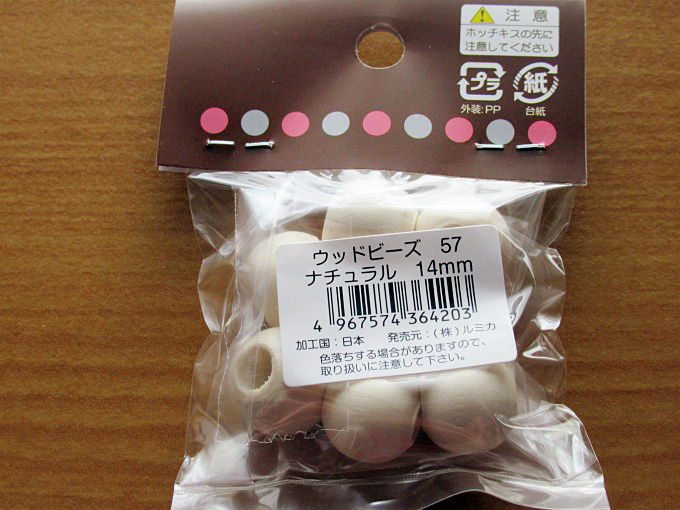 注意
ホッチキスの先に
注意してください
プラ 紙
外装:PP 台紙
ウッドビーズ 57
ナチュラル 14mm
4 967574 364203
加工国:日本 発売元:(株)ルミカ
色落ちする場合がありますので、
取り扱いに注意して下さい。